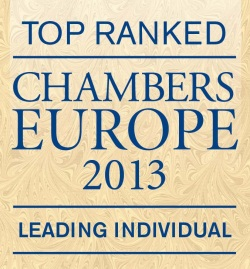 TOP RANKED
CHAMBERS
EUROPE
2013
LEADING INDIVIDUAL